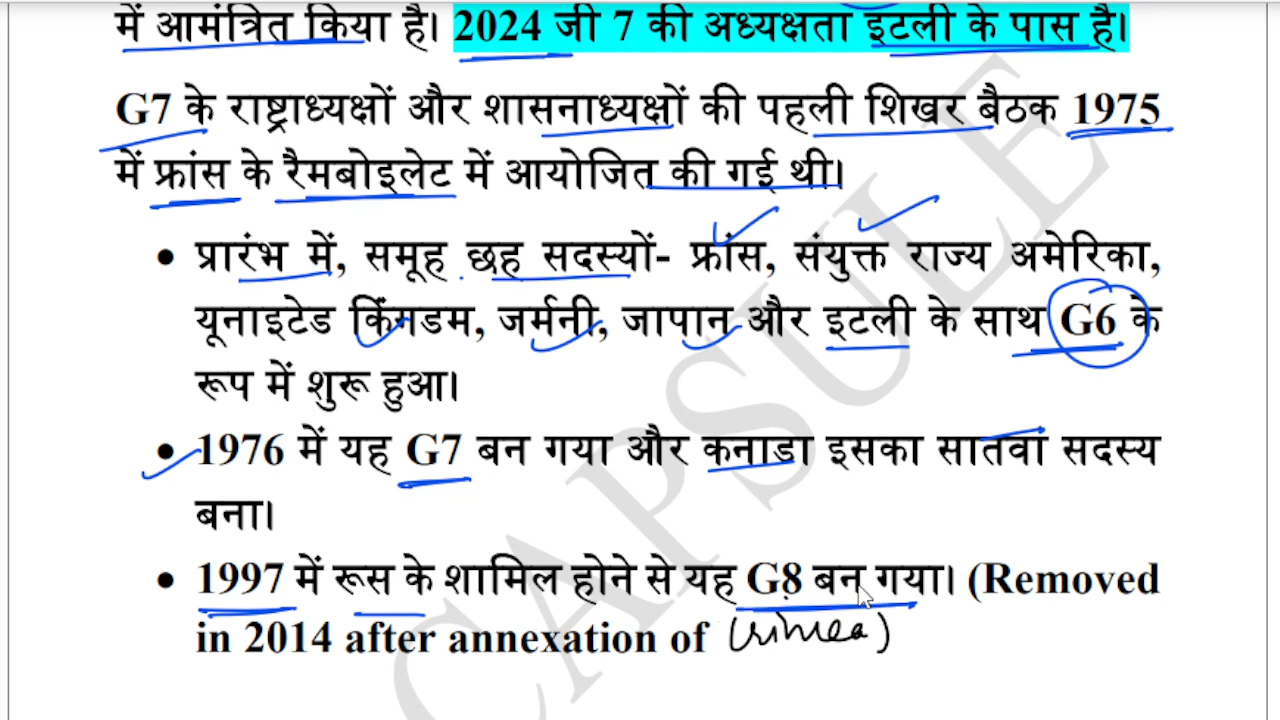 में आमंत्रित किया है। 2024 जी 7 की अध्यक्षता इटली के पास है।
G7 के राष्ट्राध्यक्षों और शासनाध्यक्षों की पहली शिखर बैठक 1975
में फ्रांस के रैमबोइलेट में आयोजित की गई थी।
• प्रारंभ में, समूह छह सदस्यों- फ्रांस, संयुक्त राज्य अमेरिका,
यूनाइटेड किंगडम, जर्मनी, जापान और इटली के साथ G6 के
रूप में शुरू हुआ।
• 1976 में यह G7 बन गया और कनाडा इसका सातवां सदस्य
बना।
• 1997 में रूस के शामिल होने से यह G8 बन गया। (Removed
in 2014 after annexation of Crimea)
CAPSULE